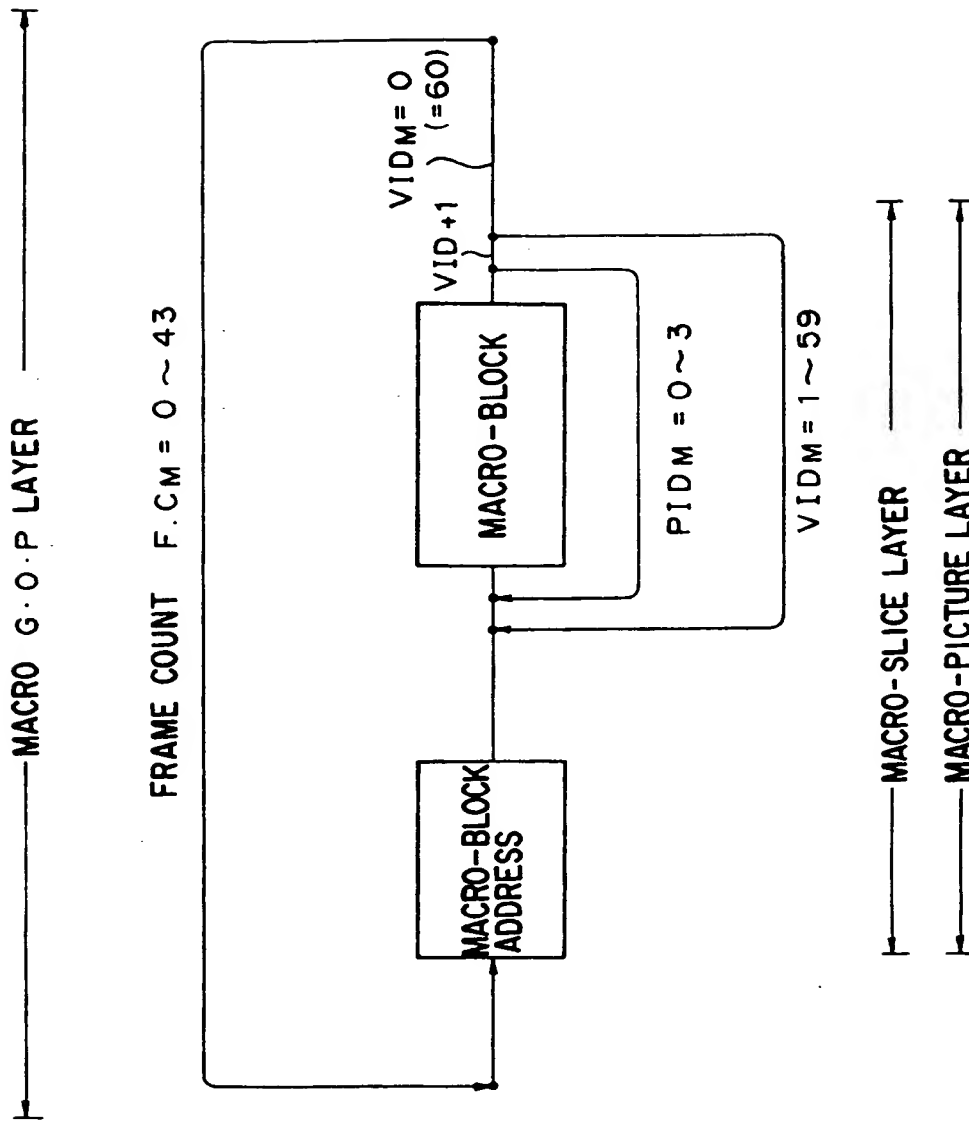 MACRO G·O·P LAYER
FRAME COUNT F.CM = 0 ~ 43
VIDM = 0
(=60)
VID+1
MACRO-BLOCK
ADDRESS
MACRO-BLOCK
PIDM = 0 ~ 3
VIDM = 1 ~ 59
MACRO-SLICE LAYER
MACRO-PICTURE LAYER